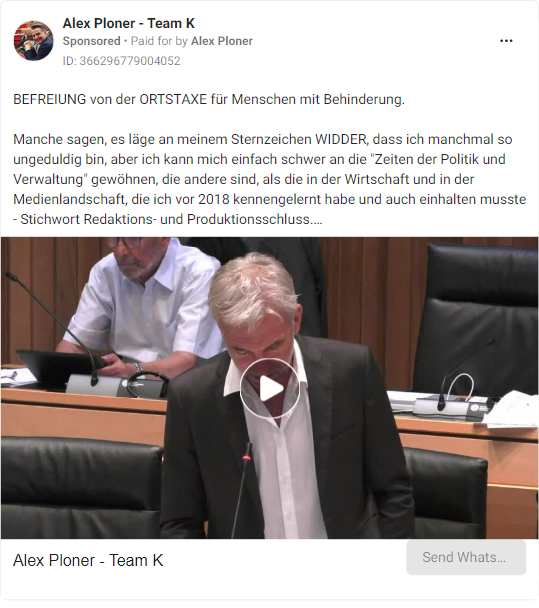 Alex Ploner - Team K
Sponsored • Paid for by Alex Ploner
ID: 366296779004052
BEFREIUNG von der ORTSTAXE für Menschen mit Behinderung.
Manche sagen, es läge an meinem Sternzeichen WIDDER, dass ich manchmal so
ungeduldig bin, aber ich kann mich einfach schwer an die "Zeiten der Politik und
Verwaltung" gewöhnen, die andere sind, als die in der Wirtschaft und in der
Medienlandschaft, die ich vor 2018 kennengelernt habe und auch einhalten musste
- Stichwort Redaktions- und Produktionsschluss....
Alex Ploner - Team K
Send Whats...